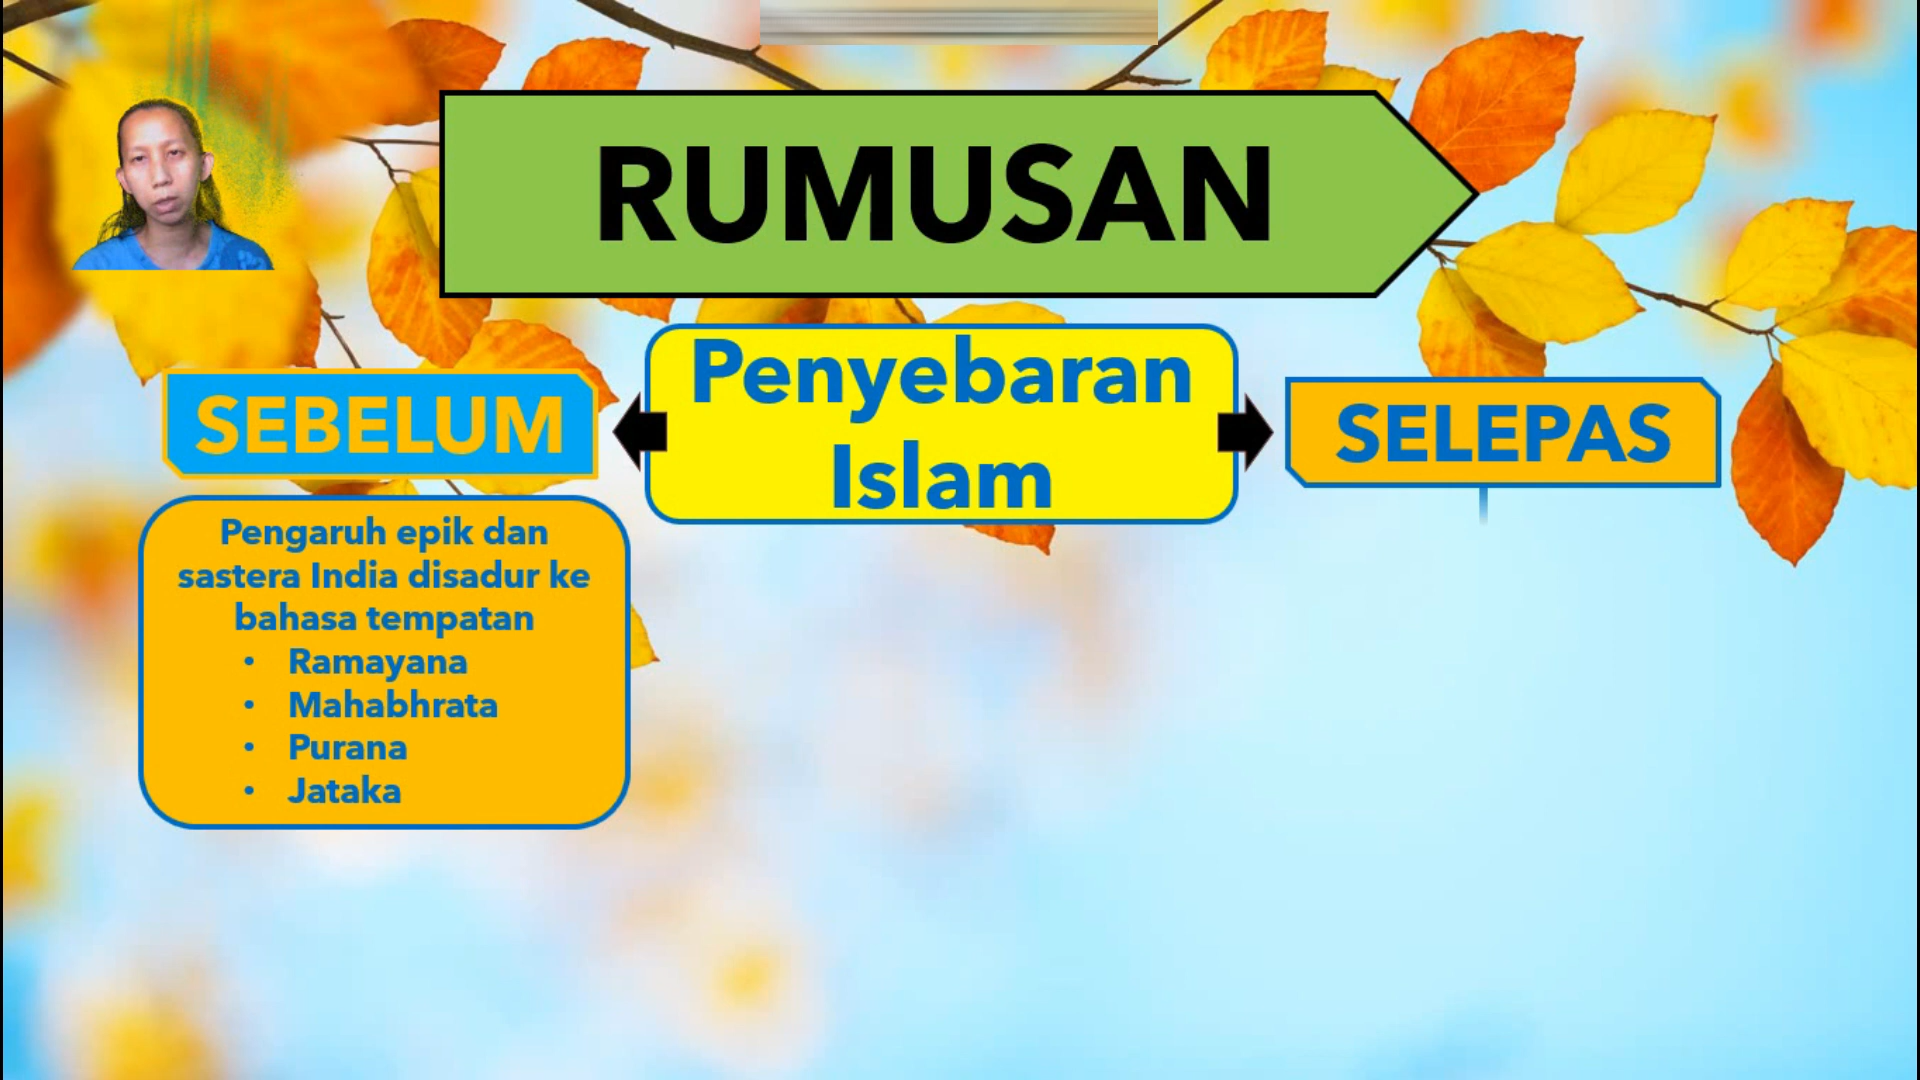 RUMUSAN
Penyebaran
Islam
SEBELUM
SELEPAS
Pengaruh epik dan
sastera India disadur ke
bahasa tempatan
• Ramayana
• Mahabhrata
• Purana
• Jataka